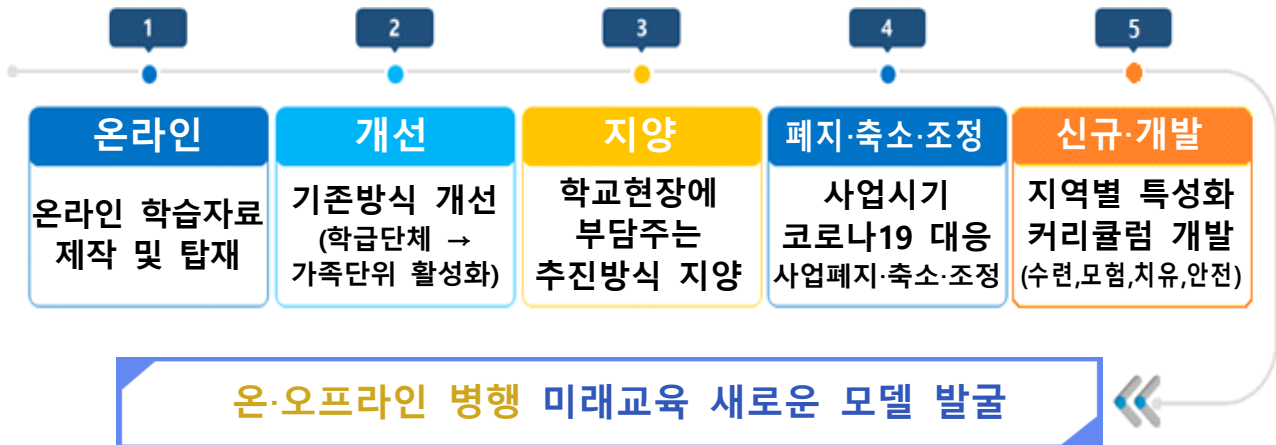 1
2
3
4
5
온라인
온라인 학습자료
제작 및 탑재
개선
기존방식 개선
(학급단체 →
가족단위 활성화)
지양
학교현장에
부담주는
추진방식 지양
폐지·축소·조정
사업시기
코로나19 대응
사업폐지·축소·조정
신규·개발
지역별 특성화
커리큘럼 개발
(수련,모험,치유,안전)
온·오프라인 병행 미래교육 새로운 모델 발굴